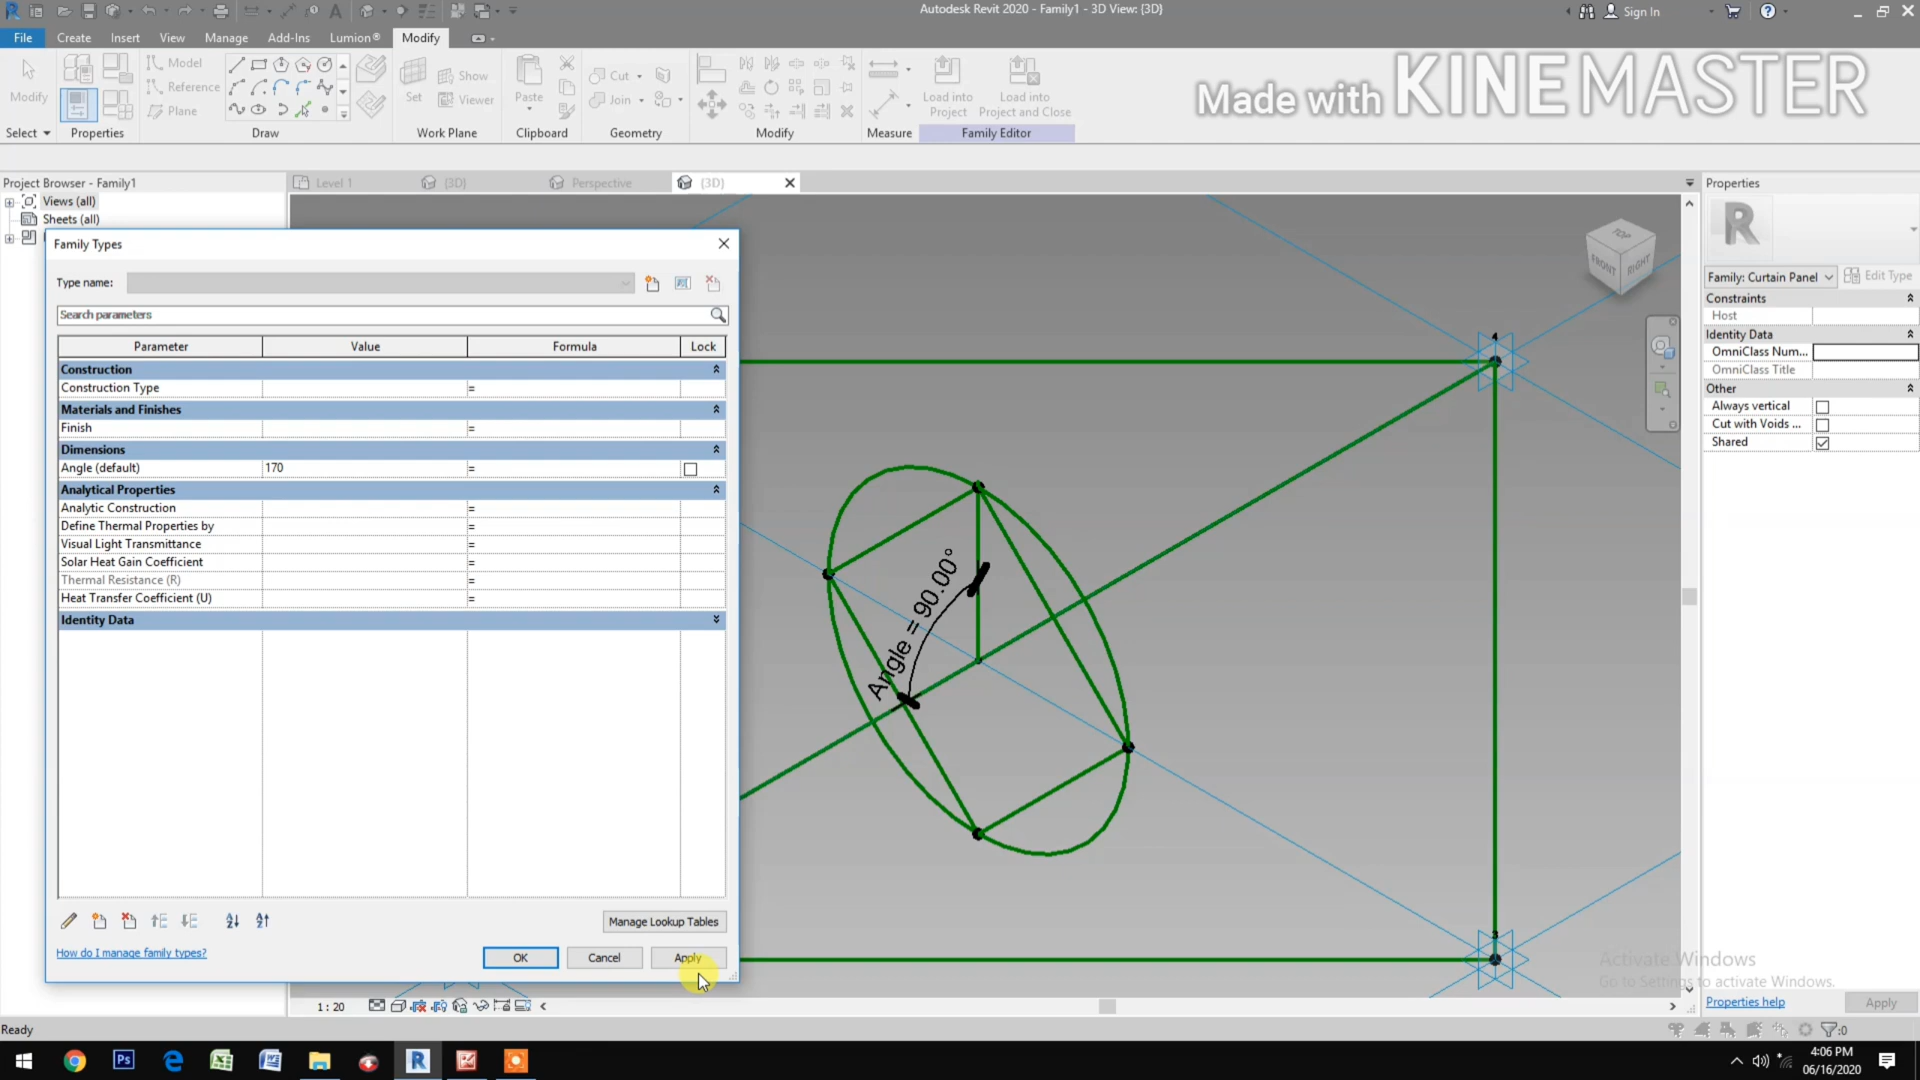 Autodesk Revit 2020 - Family1 - 3D View: {3D}
Sign In
File Create Insert View Manage Add-Ins Lumion® Modify
Modify
Model
Reference
Plane
Set
Show
Viewer
Paste
Cut
Join
Load into
Project
Load into
Project and Close
Select Properties Draw Work Plane Clipboard Geometry Modify Measure Family Editor
Made with KINEMASTER
Project Browser - Family1
Views (all)
Sheets (all)
Level 1
{3D}
Perspective
{3D}
Properties
TOP
FRONT
RIGHT
Family: Curtain Panel
Edit Type
Constraints
Host
Identity Data
OmniClass Num...
OmniClass Title
Other
Always vertical
Cut with Voids ...
Shared
Family Types
Type name:
Search parameters
Parameter Value Formula Lock
Construction
Construction Type =
Materials and Finishes
Finish =
Dimensions
Angle (default) 170 =
Analytical Properties
Analytic Construction =
Define Thermal Properties by =
Visual Light Transmittance =
Solar Heat Gain Coefficient =
Thermal Resistance (R) =
Heat Transfer Coefficient (U) =
Identity Data
Manage Lookup Tables
How do I manage family types?
OK Cancel Apply
4
Angle = 90.00°
3
Activate Windows
Go to Settings to activate Windows.
1 : 20
Properties help
Apply
Ready
:0
4:06 PM
06/16/2020